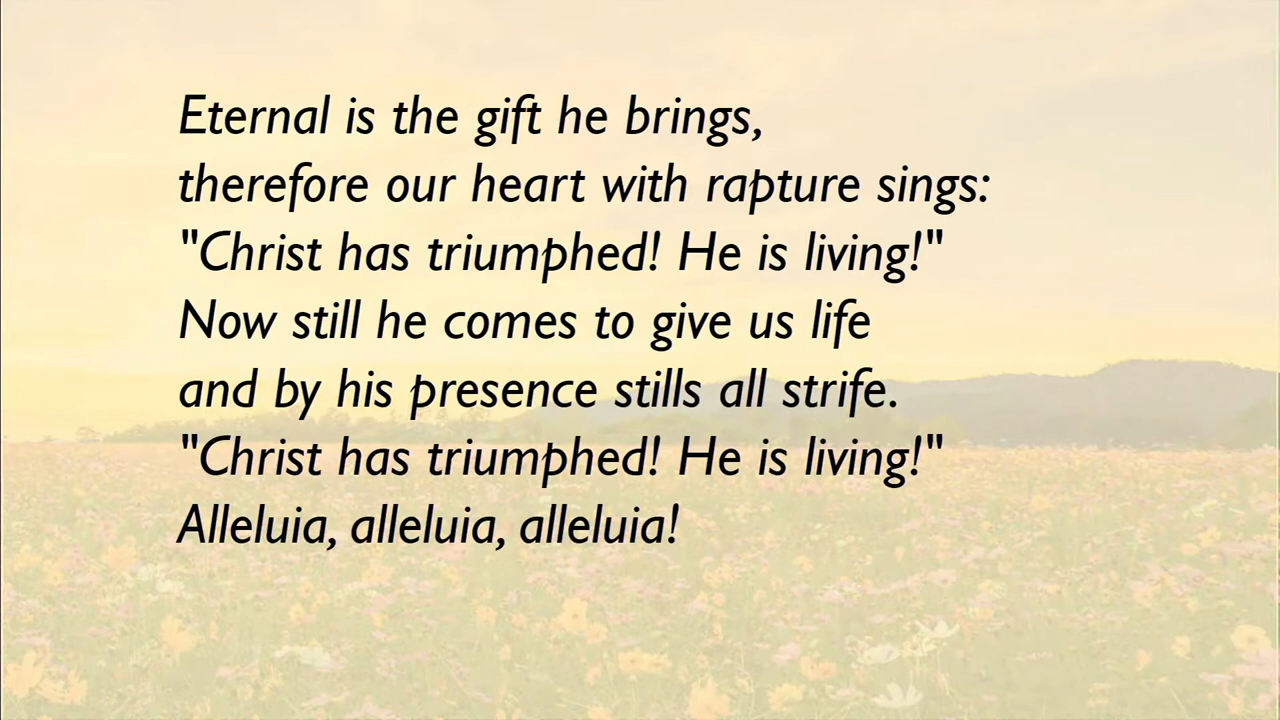 Eternal is the gift he brings,
therefore our heart with rapture sings:
"Christ has triumphed! He is living!"
Now still he comes to give us life
and by his presence stills all strife.
"Christ has triumphed! He is living!"
Alleluia, alleluia, alleluia!